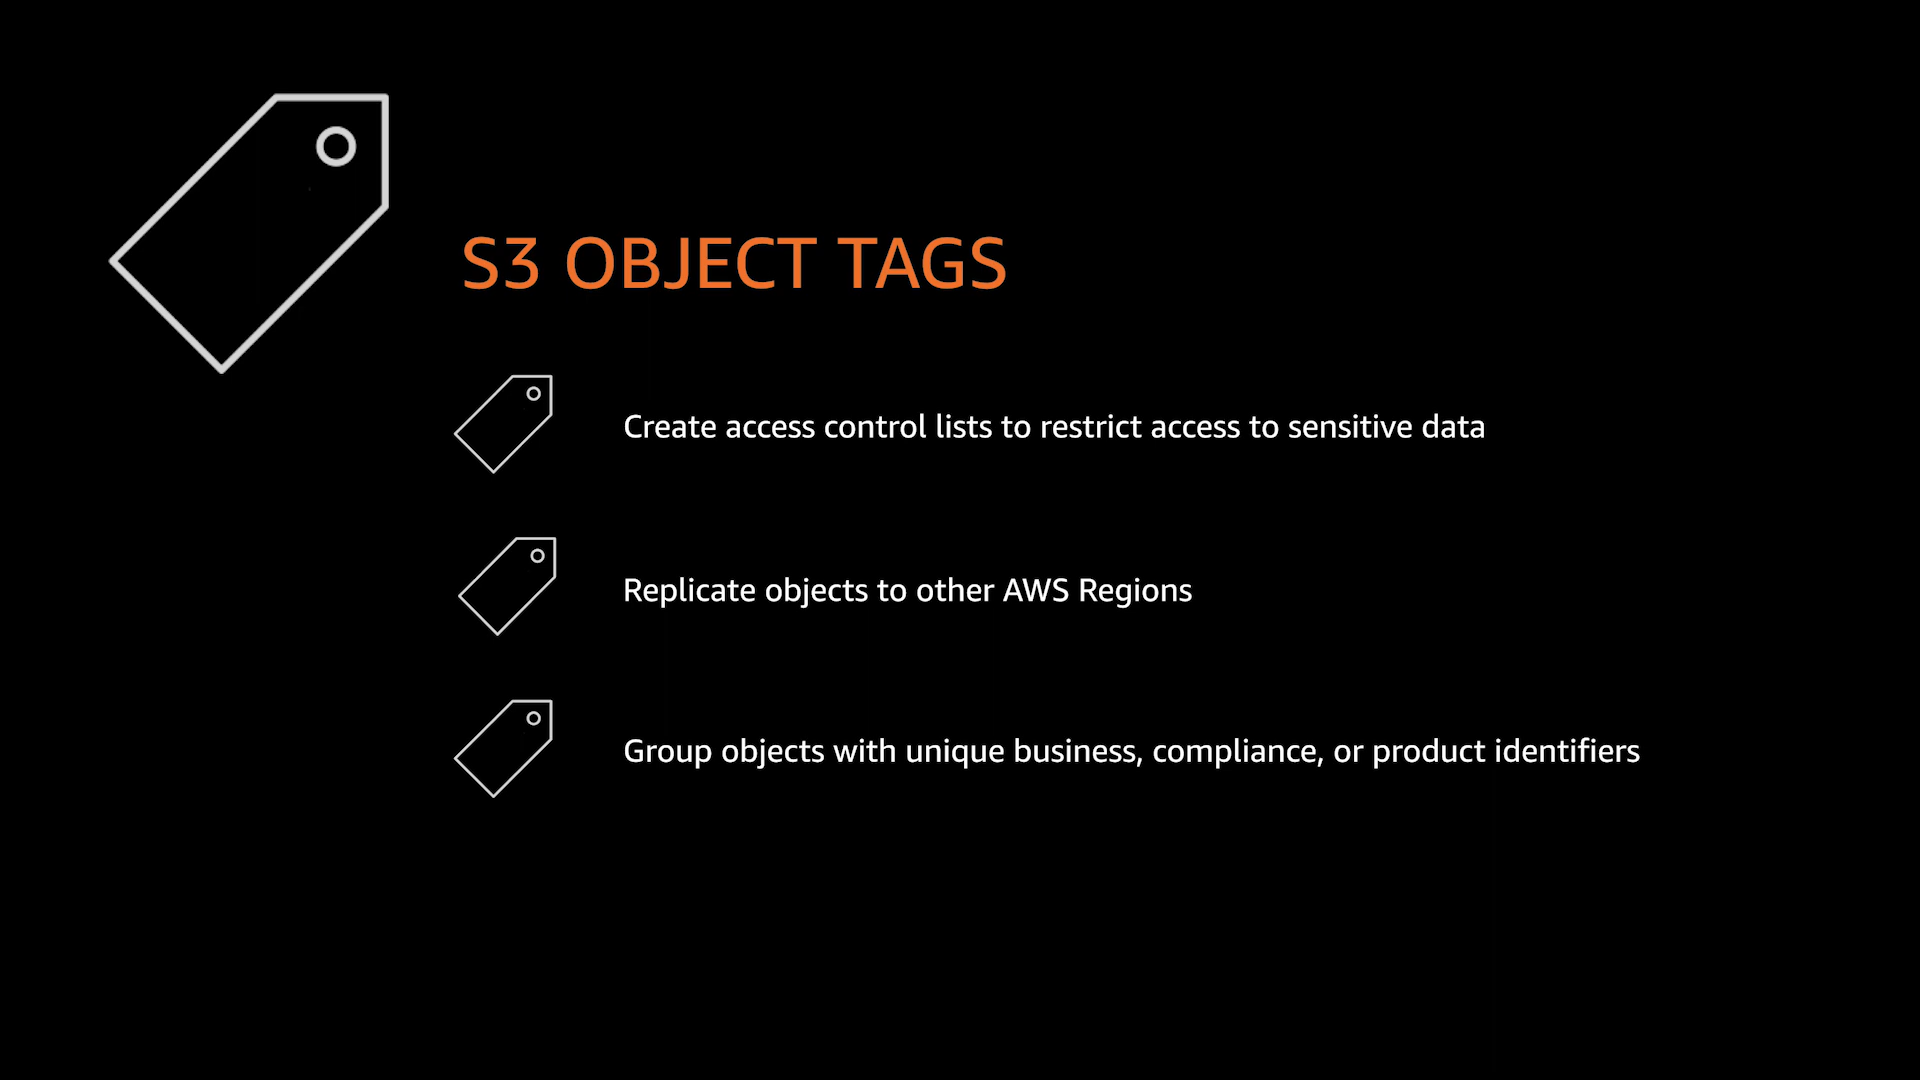 S3 OBJECT TAGS
Create access control lists to restrict access to sensitive data
Replicate objects to other AWS Regions
Group objects with unique business, compliance, or product identifiers